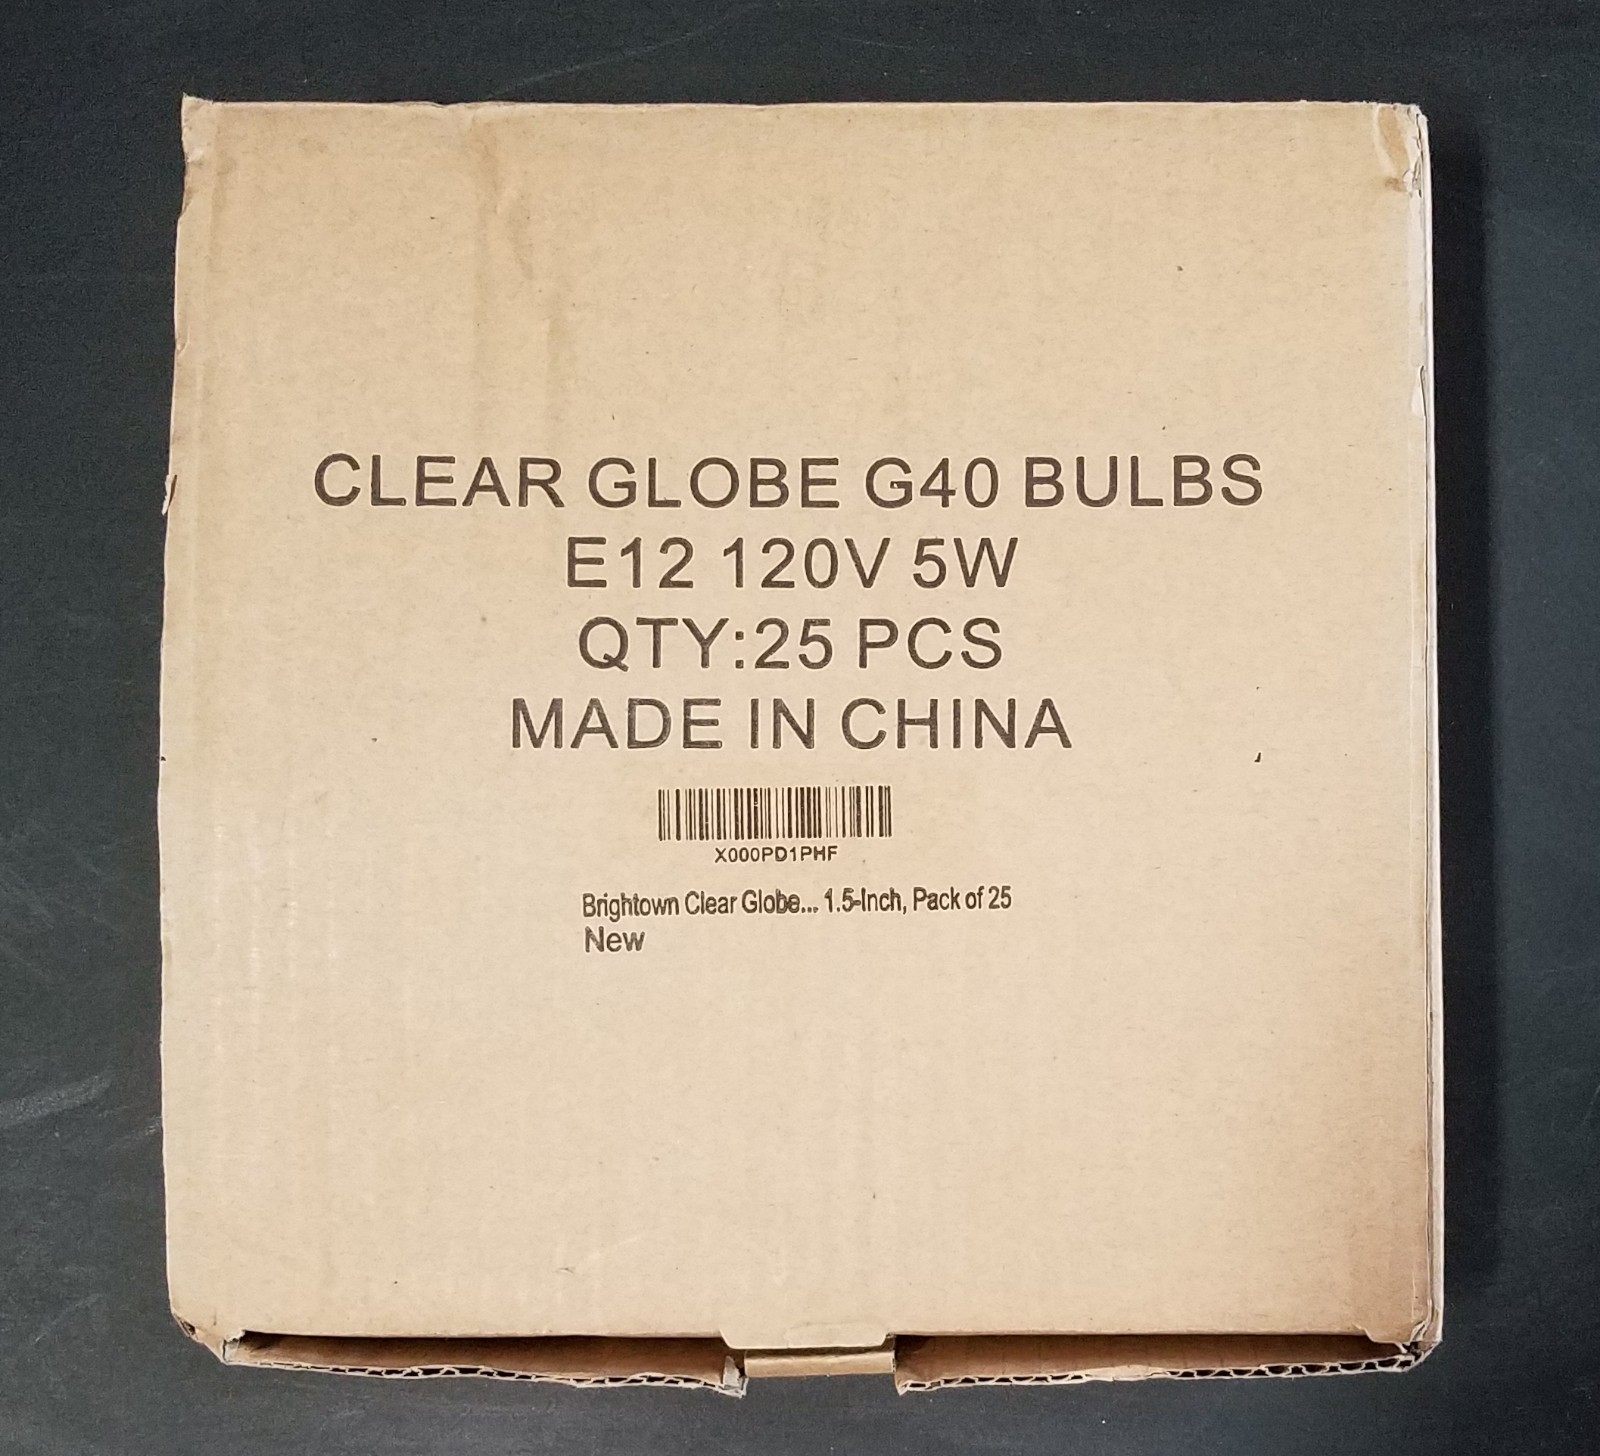 CLEAR GLOBE G40 BULBS
E12 120V 5W
QTY:25 PCS
MADE IN CHINA
X000PD1PHF
Brightown Clear Globe... 1.5-Inch, Pack of 25
New